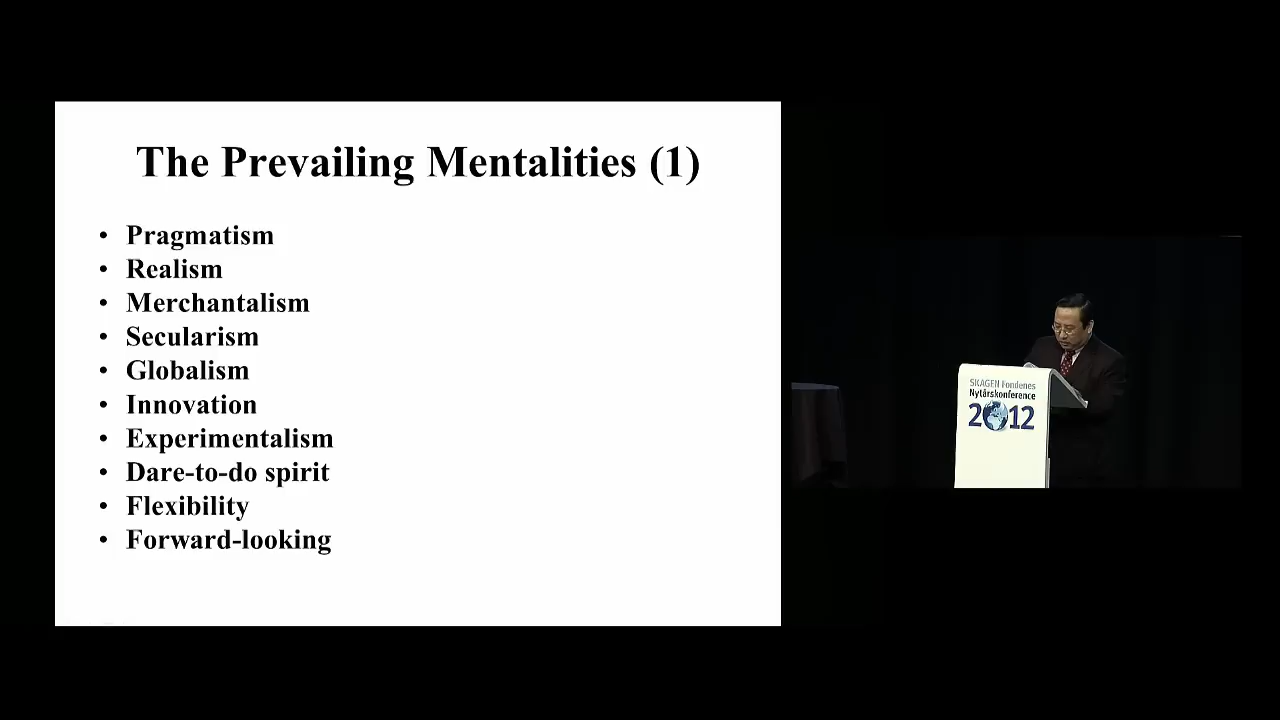 The Prevailing Mentalities (1)
• Pragmatism
• Realism
• Merchantalism
• Secularism
• Globalism
• Innovation
• Experimentalism
• Dare-to-do spirit
• Flexibility
• Forward-looking
SKAGEN Fondenes
Nytårskonference
2012